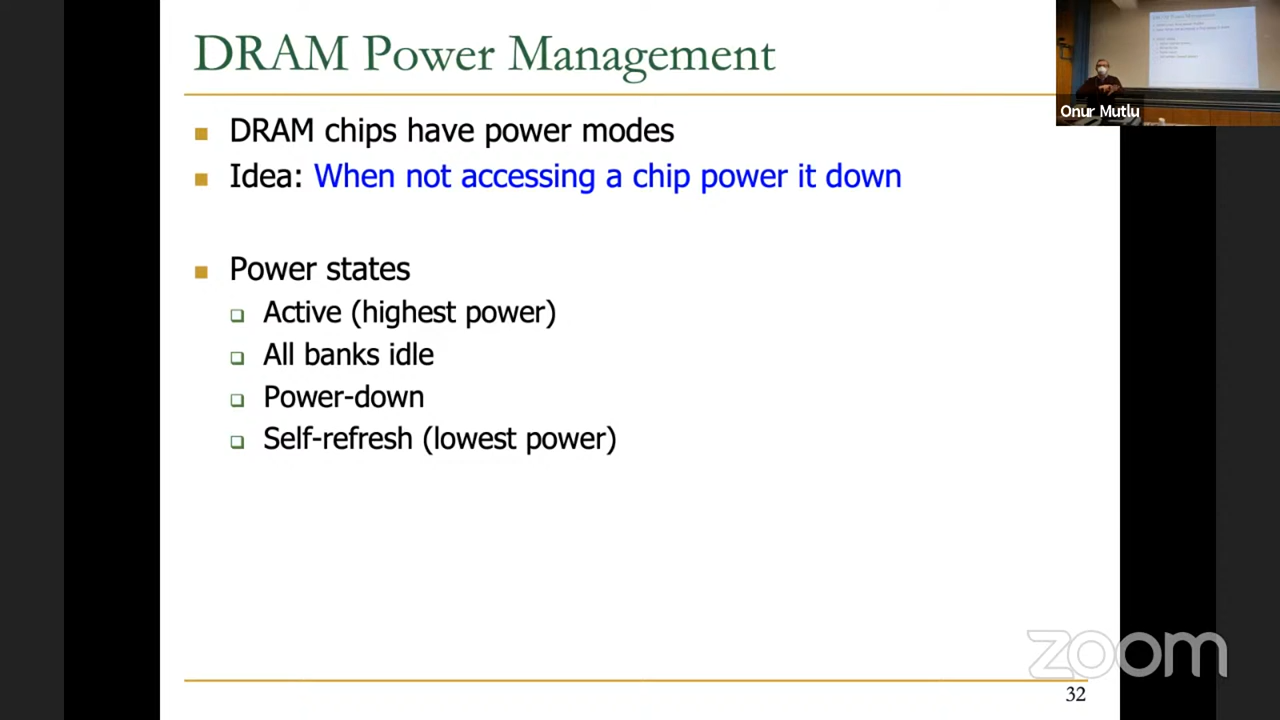 DRAM Power Management
DRAM chips have power modes
Idea: When not accessing a chip power it down
Power states
Active (highest power)
All banks idle
Power-down
Self-refresh (lowest power)
Onur Mutlu
zoom
32